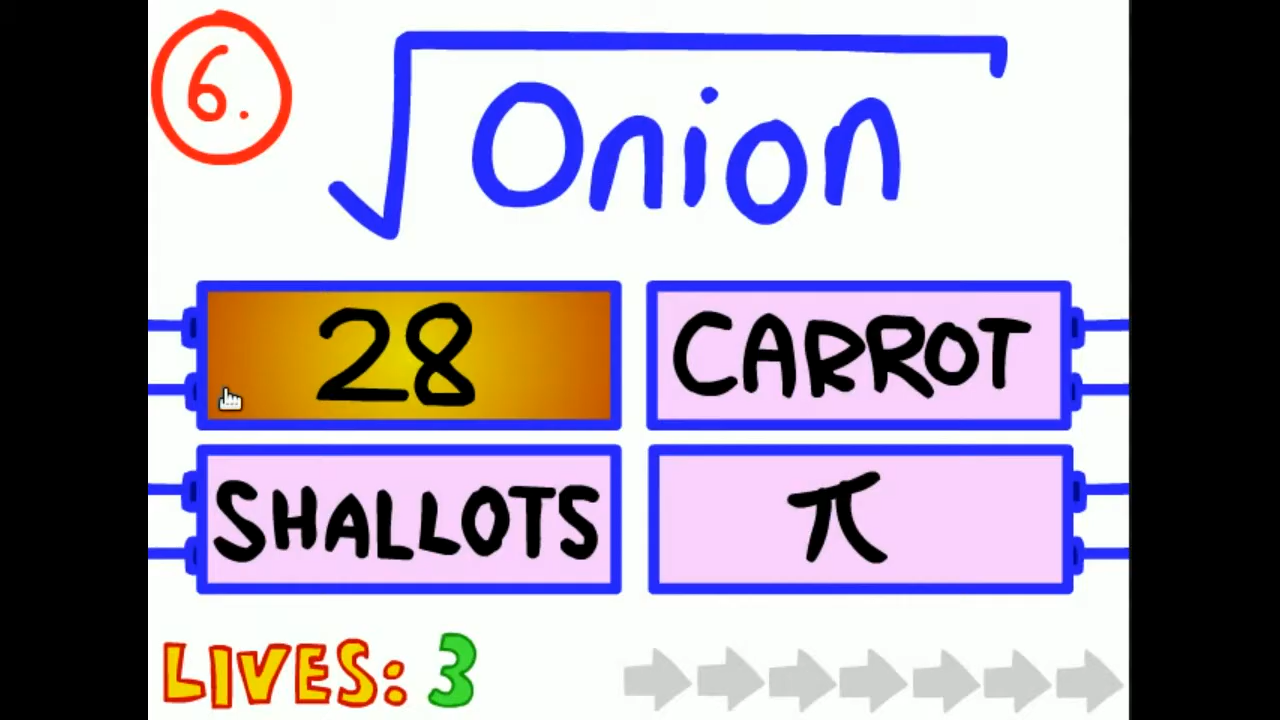 6.
√Onion
28
CARROT
SHALLOTS
π
LIVES: 3